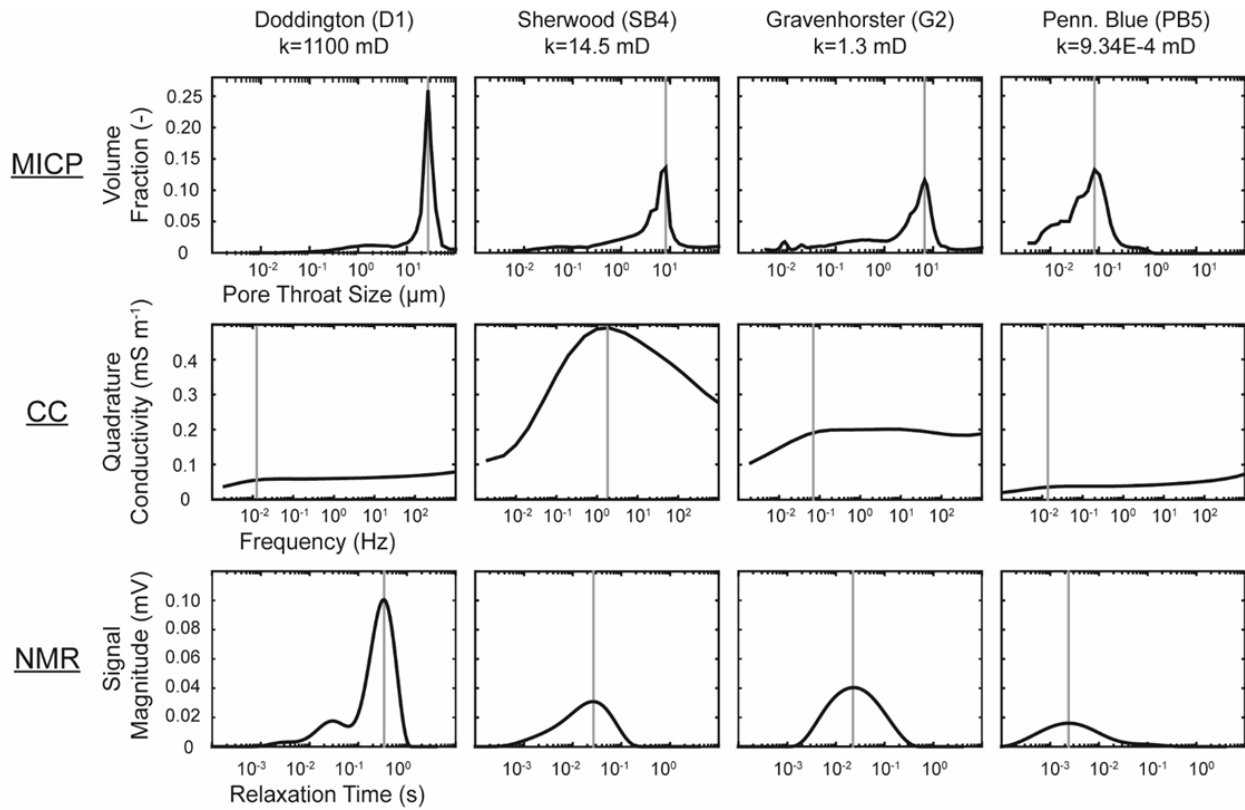 Doddington (D1) Sherwood (SB4) Gravenhorster (G2) Penn. Blue (PB5)
k=1100 mD k=14.5 mD k=1.3 mD k=9.34E-4 mD
MICP
Volume
Fraction (-)
0.25
0.20
0.15
0.10
0.05
0
10⁻² 10⁻¹ 10⁰ 10¹ 10⁻² 10⁻¹ 10⁰ 10¹ 10⁻² 10⁻¹ 10⁰ 10¹ 10⁻² 10⁻¹ 10⁰ 10¹
Pore Throat Size (µm)
CC
Quadrature
Conductivity (mS m⁻¹)
0.4
0.3
0.2
0.1
0
10⁻² 10⁻¹ 10⁰ 10¹ 10² 10⁻² 10⁰ 10² 10⁻² 10⁻¹ 10⁰ 10¹ 10² 10⁻² 10⁻¹ 10⁰ 10¹ 10²
Frequency (Hz)
NMR
Signal
Magnitude (mV)
0.10
0.08
0.06
0.04
0.02
0
10⁻³ 10⁻² 10⁻¹ 10⁰ 10⁻³ 10⁻² 10⁻¹ 10⁰ 10⁻³ 10⁻² 10⁻¹ 10⁰ 10⁻³ 10⁻² 10⁻¹ 10⁰
Relaxation Time (s)